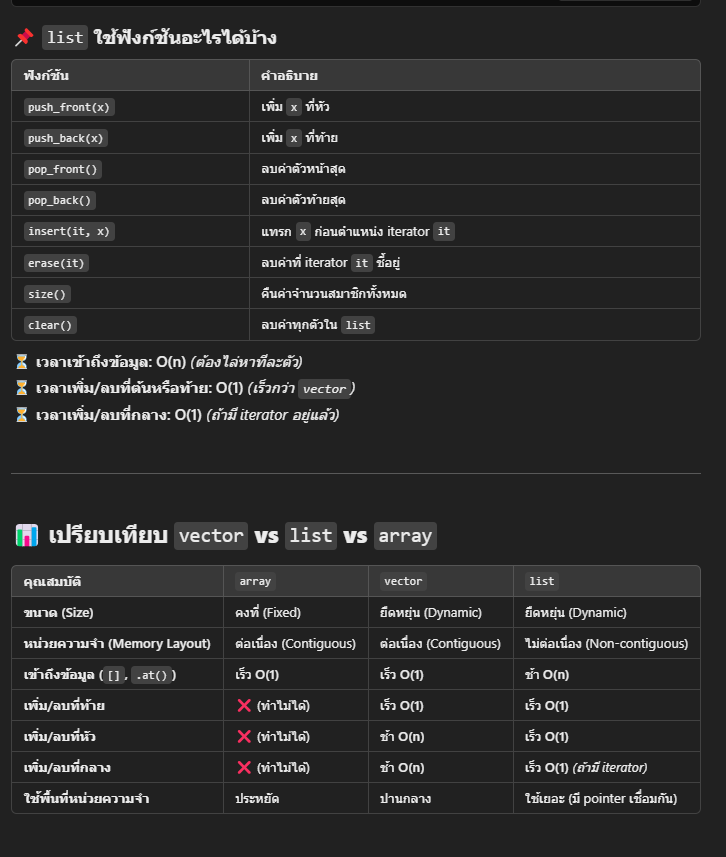 📌 list ใช้ฟังก์ชันอะไรได้บ้าง
ฟังก์ชัน คำอธิบาย
push_front(x) เพิ่ม x ที่หัว
push_back(x) เพิ่ม x ที่ท้าย
pop_front() ลบค่าตัวหน้าสุด
pop_back() ลบค่าตัวท้ายสุด
insert(it, x) แทรก x ก่อนตำแหน่ง iterator it
erase(it) ลบค่าที่ iterator it ชี้อยู่
size() คืนค่าจำนวนสมาชิกทั้งหมด
clear() ลบค่าทุกตัวใน list
⏳ เวลาเข้าถึงข้อมูล: O(n) (ต้องไล่หาทีละตัว)
⏳ เวลาเพิ่ม/ลบที่ต้นหรือท้าย: O(1) (เร็วกว่า vector)
⏳ เวลาเพิ่ม/ลบที่กลาง: O(1) (ถ้ามี iterator อยู่แล้ว)
📊 เปรียบเทียบ vector vs list vs array
คุณสมบัติ array vector list
ขนาด (Size) คงที่ (Fixed) ยืดหยุ่น (Dynamic) ยืดหยุ่น (Dynamic)
หน่วยความจำ (Memory Layout) ต่อเนื่อง (Contiguous) ต่อเนื่อง (Contiguous) ไม่ต่อเนื่อง (Non-contiguous)
เข้าถึงข้อมูล ([], .at()) เร็ว O(1) เร็ว O(1) ช้า O(n)
เพิ่ม/ลบที่ท้าย ❌ (ทำไม่ได้) เร็ว O(1) เร็ว O(1)
เพิ่ม/ลบที่หัว ❌ (ทำไม่ได้) ช้า O(n) เร็ว O(1)
เพิ่ม/ลบที่กลาง ❌ (ทำไม่ได้) ช้า O(n) เร็ว O(1) (ถ้ามี iterator)
ใช้พื้นที่หน่วยความจำ ประหยัด ปานกลาง ใช้เยอะ (มี pointer เชื่อมกัน)